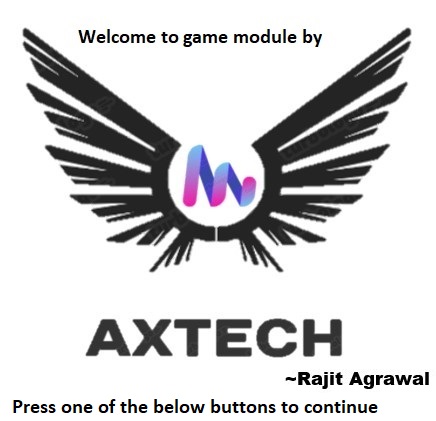 Welcome to game module by
AXTECH
~Rajit Agrawal
Press one of the below buttons to continue